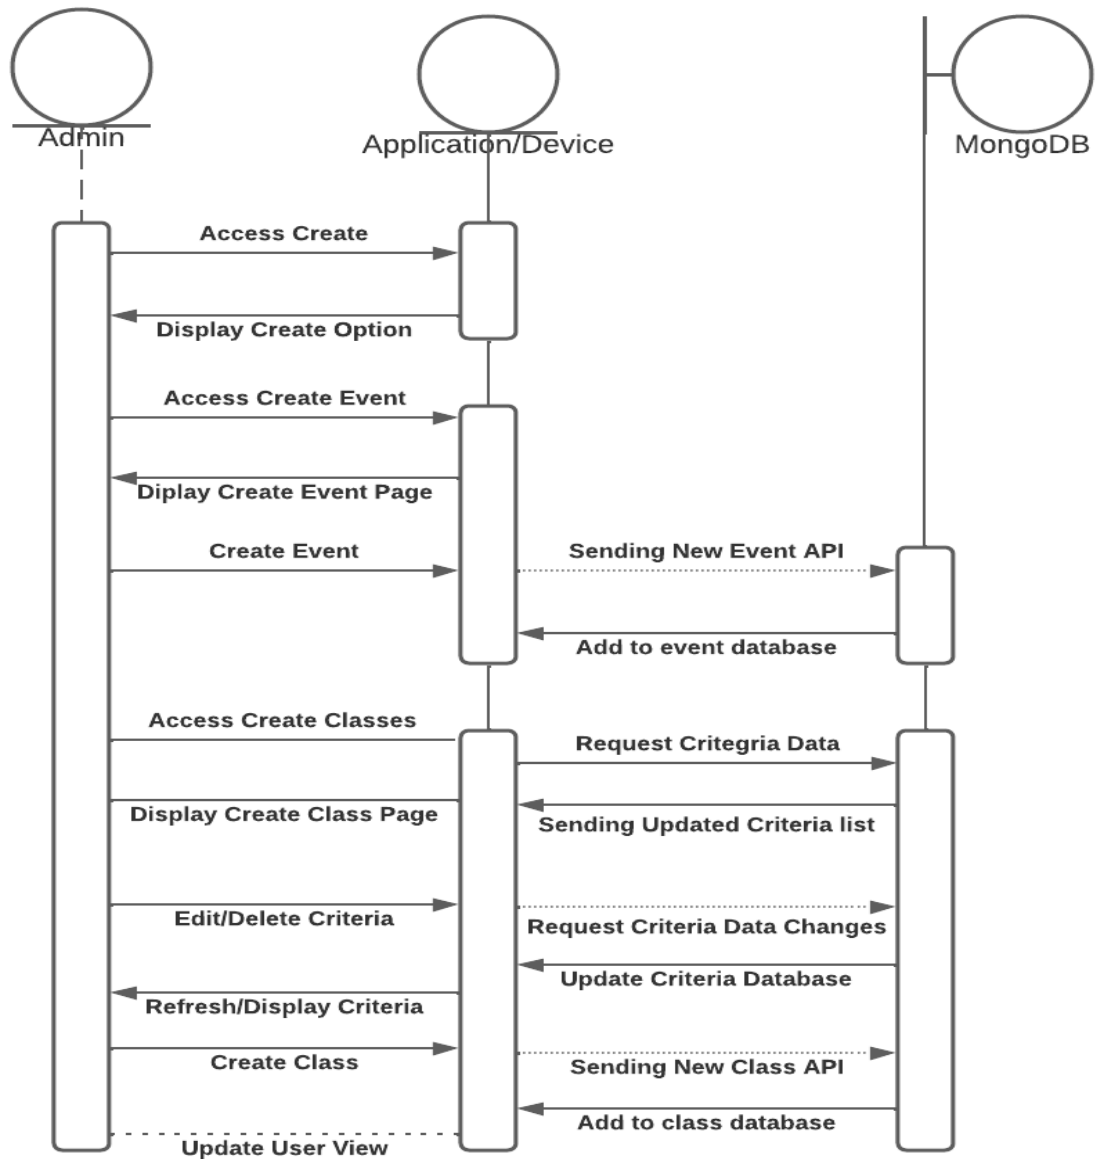 Admin
Application/Device
MongoDB
Access Create
Display Create Option
Access Create Event
Diplay Create Event Page
Create Event
Sending New Event API
Add to event database
Access Create Classes
Request Critegria Data
Display Create Class Page
Sending Updated Criteria list
Edit/Delete Criteria
Request Criteria Data Changes
Update Criteria Database
Refresh/Display Criteria
Create Class
Sending New Class API
Add to class database
Update User View